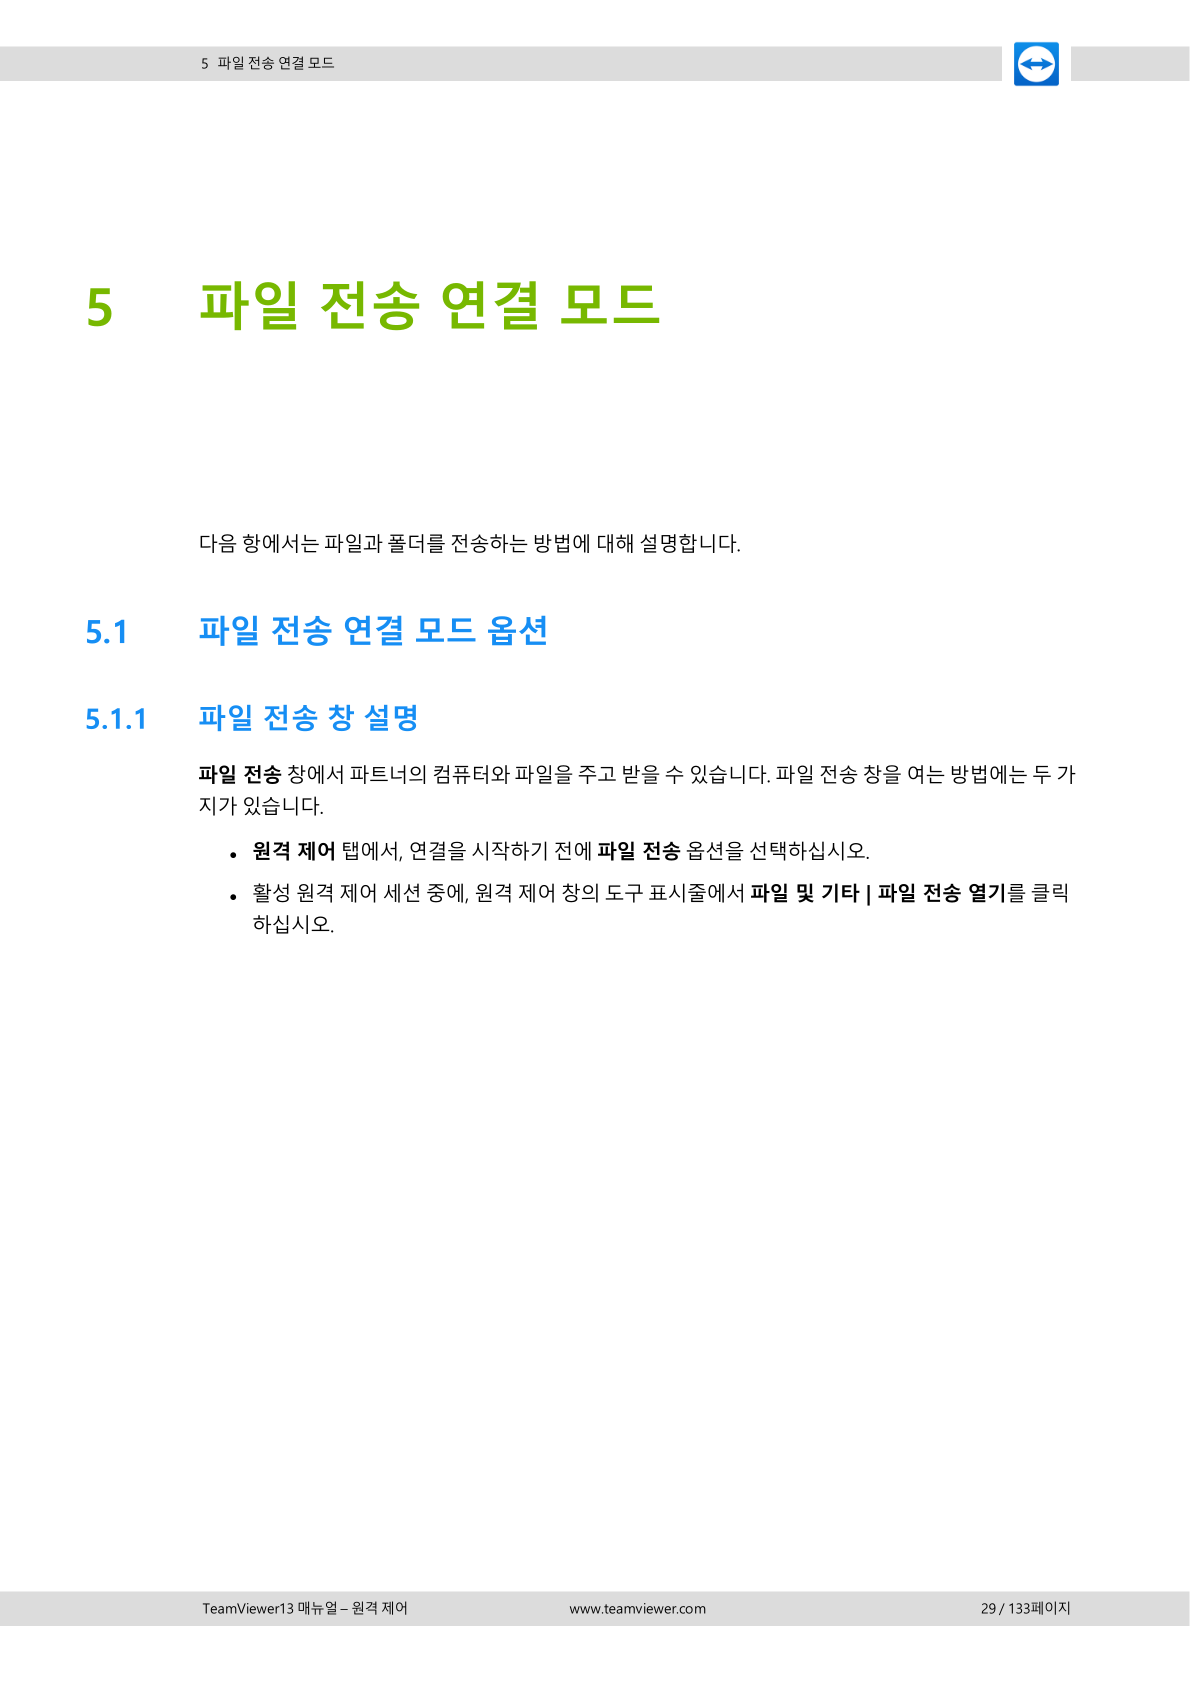 5 파일 전송 연결 모드
5 파일 전송 연결 모드
다음 항에서는 파일과 폴더를 전송하는 방법에 대해 설명합니다.
5.1 파일 전송 연결 모드 옵션
5.1.1 파일 전송 창 설명
파일 전송 창에서 파트너의 컴퓨터와 파일을 주고 받을 수 있습니다. 파일 전송 창을 여는 방법에는 두 가
지가 있습니다.
• 원격 제어 탭에서, 연결을 시작하기 전에 파일 전송 옵션을 선택하십시오.
• 활성 원격 제어 세션 중에, 원격 제어 창의 도구 표시줄에서 파일 및 기타 | 파일 전송 열기를 클릭
하십시오.
TeamViewer13 매뉴얼 – 원격 제어 www.teamviewer.com 29 / 133페이지